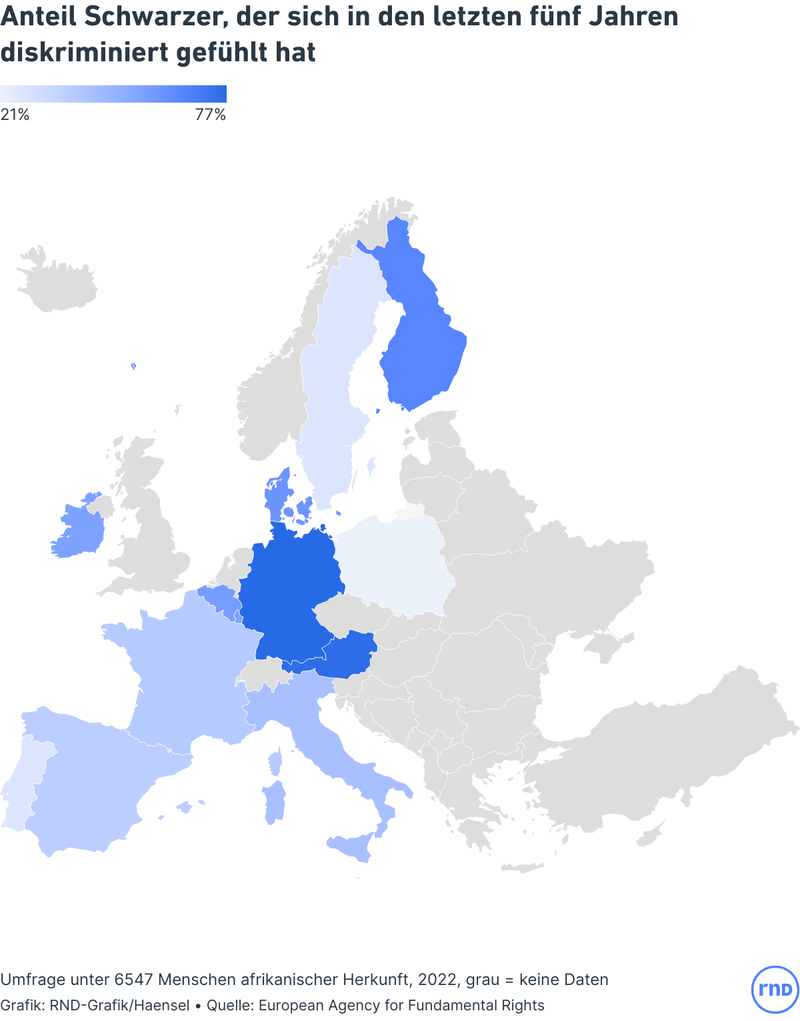 Anteil Schwarzer, der sich in den letzten fünf Jahren
diskriminiert gefühlt hat
21% 77%
Umfrage unter 6547 Menschen afrikanischer Herkunft, 2022, grau = keine Daten
Grafik: RND-Grafik/Haensel • Quelle: European Agency for Fundamental Rights
rnD